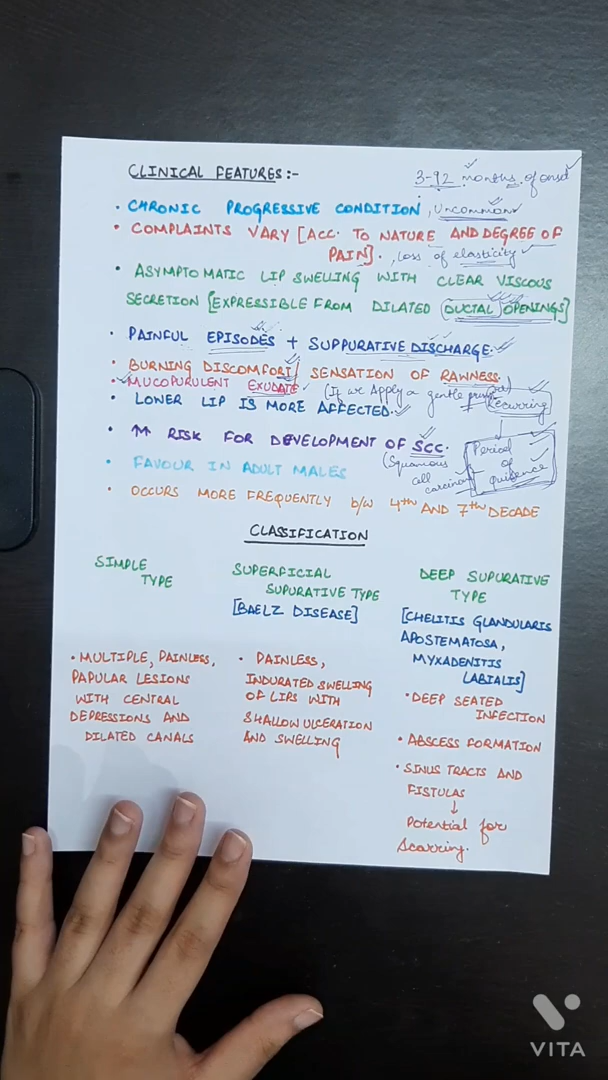 CLINICAL FEATURES:-
3-92 months of onset
• CHRONIC PROGRESSIVE CONDITION, Uncommon
• COMPLAINTS VARY [ACC. TO NATURE AND DEGREE OF
PAIN]. , Loss of elasticity
• ASYMPTOMATIC LIP SWELLING WITH CLEAR VISCOUS
SECRETION [EXPRESSIBLE FROM DILATED (DUCTAL) OPENINGS]
• PAINFUL EPISODES + SUPPURATIVE DISCHARGE.
• BURNING DISCOMFORT/ SENSATION OF RAWNESS.
• MUCOPURULENT EXUDATE (If we Apply a gentle
• LOWER LIP IS MORE AFFECTED. Recurring
• ↑↑ RISK FOR DEVELOPMENT OF SCC. Period
(Squamous of
cell quisence
carcinoma
• FAVOUR IN ADULT MALES
• OCCURS MORE FREQUENTLY b/w 4th AND 7th DECADE
CLASSIFICATION
SIMPLE
TYPE
SUPERFICIAL
SUPURATIVE TYPE
[BAELZ DISEASE]
DEEP SUPURATIVE
TYPE
[CHELITIS GLANDULARIS
APOSTEMATOSA,
MYXADENITIS
LABIALIS]
• MULTIPLE, PAINLESS,
PAPULAR LESIONS
WITH CENTRAL
DEPRESSIONS AND
DILATED CANALS
• PAINLESS,
INDURATED SWELLING
OF LIPS WITH
SHALLOW ULCERATION
AND SWELLING
• DEEP SEATED
INFECTION
• ABSCESS FORMATION
• SINUS TRACTS AND
FISTULAS
↓
Potential for
Scarring.
VITA